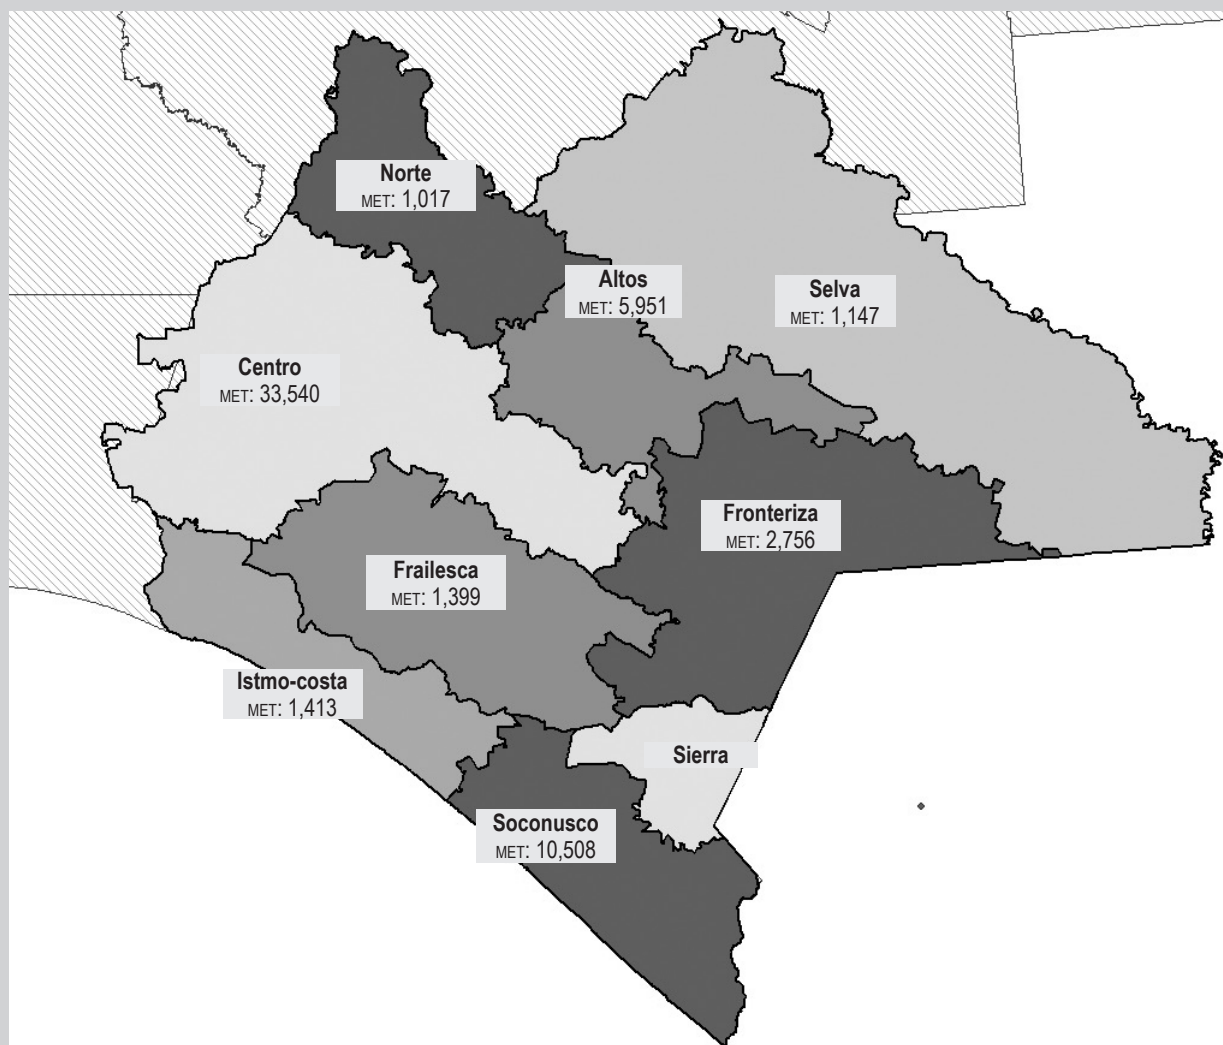 Norte
MET: 1,017
Altos
MET: 5,951
Selva
MET: 1,147
Centro
MET: 33,540
Fronteriza
MET: 2,756
Frailesca
MET: 1,399
Istmo-costa
MET: 1,413
Sierra
Soconusco
MET: 10,508